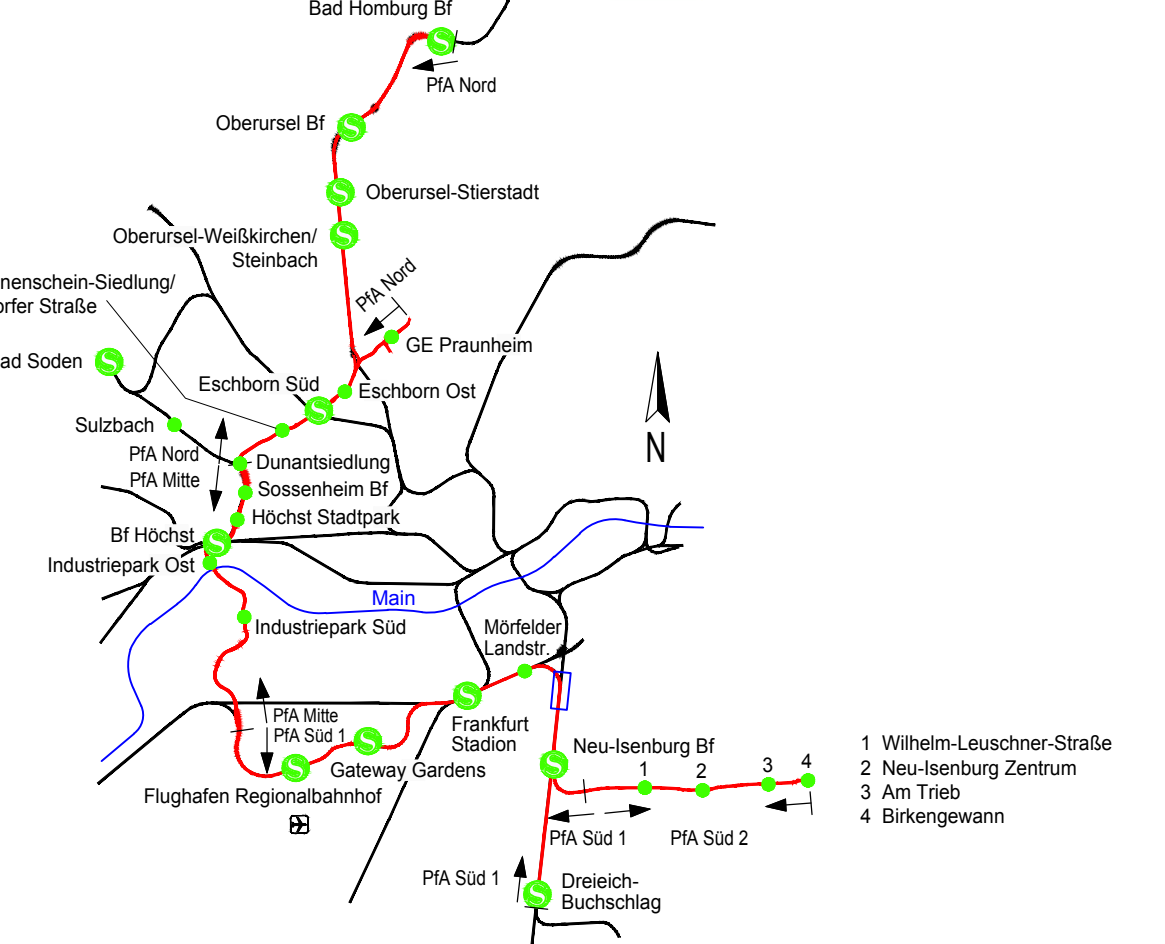 Bad Homburg Bf
PfA Nord
Oberursel Bf
Oberursel-Stierstadt
Oberursel-Weißkirchen/
Steinbach
nenenschein-Siedlung/
orfer Straße
PfA Nord
GE Praunheim
ad Soden
Eschborn Süd
Eschborn Ost
Sulzbach
PfA Nord
PfA Mitte
Dunantsiedlung
Sossenheim Bf
Höchst Stadtpark
Bf Höchst
Industriepark Ost
N
Main
Industriepark Süd
Mörfelder
Landstr.
PfA Mitte
PfA Süd 1
Frankfurt
Stadion
Gateway Gardens
Flughafen Regionalbahnhof
Neu-Isenburg Bf
1
2
3
4
PfA Süd 1
PfA Süd 2
PfA Süd 1
Dreieich-
Buchschlag
1 Wilhelm-Leuschner-Straße
2 Neu-Isenburg Zentrum
3 Am Trieb
4 Birkengewann